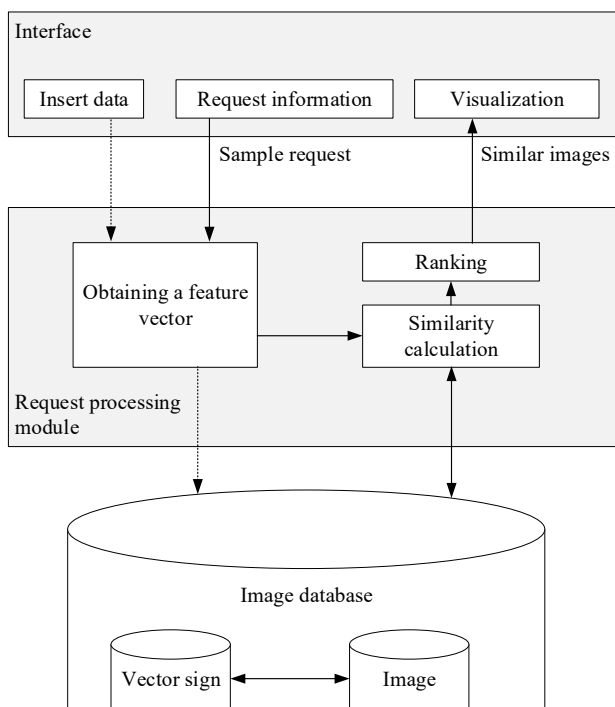 Interface
Insert data
Request information
Visualization
Sample request
Similar images
Obtaining a feature
vector
Ranking
Similarity
calculation
Request processing
module
Image database
Vector sign
Image